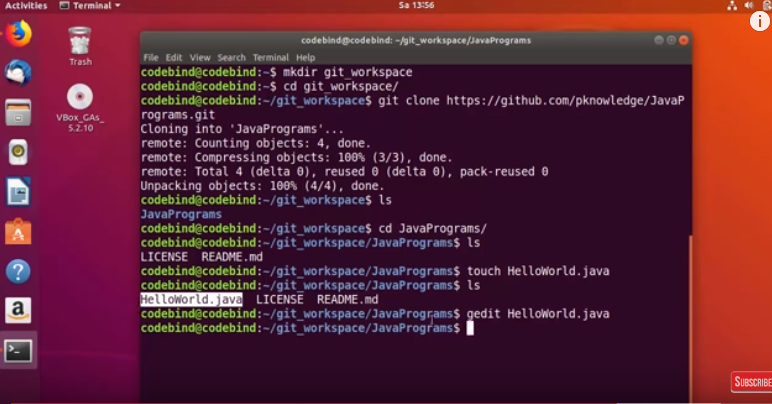 Activities Terminal Sa 13:56
i
codebind@codebind: ~/git_workspace/JavaPrograms
File Edit View Search Terminal Help
Trash
VBox_GAs_
5.2.10
codebind@codebind:~$ mkdir git_workspace
codebind@codebind:~$ cd git_workspace/
codebind@codebind:~/git_workspace$ git clone https://github.com/pknowledge/JavaP
rograms.git
Cloning into 'JavaPrograms'...
remote: Counting objects: 4, done.
remote: Compressing objects: 100% (3/3), done.
remote: Total 4 (delta 0), reused 0 (delta 0), pack-reused 0
Unpacking objects: 100% (4/4), done.
codebind@codebind:~/git_workspace$ ls
JavaPrograms
codebind@codebind:~/git_workspace$ cd JavaPrograms/
codebind@codebind:~/git_workspace/JavaPrograms$ ls
LICENSE README.md
codebind@codebind:~/git_workspace/JavaPrograms$ touch HelloWorld.java
codebind@codebind:~/git_workspace/JavaPrograms$ ls
HelloWorld.java LICENSE README.md
codebind@codebind:~/git_workspace/JavaPrograms$ gedit HelloWorld.java
codebind@codebind:~/git_workspace/JavaPrograms$
SUBSCRIBE